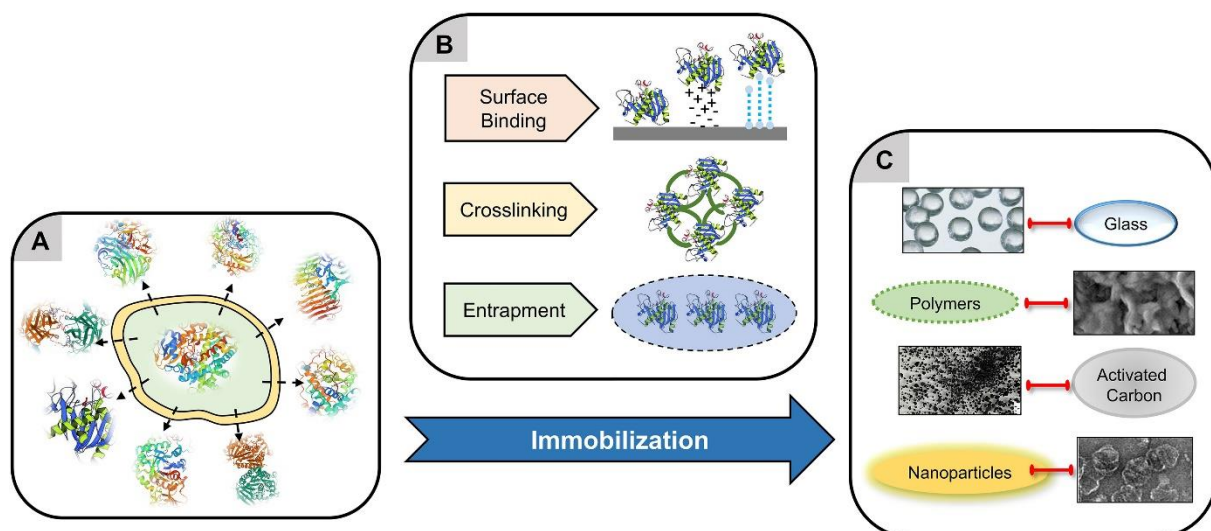 A
B
Surface
Binding
Crosslinking
Entrapment
Immobilization
C
Glass
Polymers
Activated
Carbon
Nanoparticles